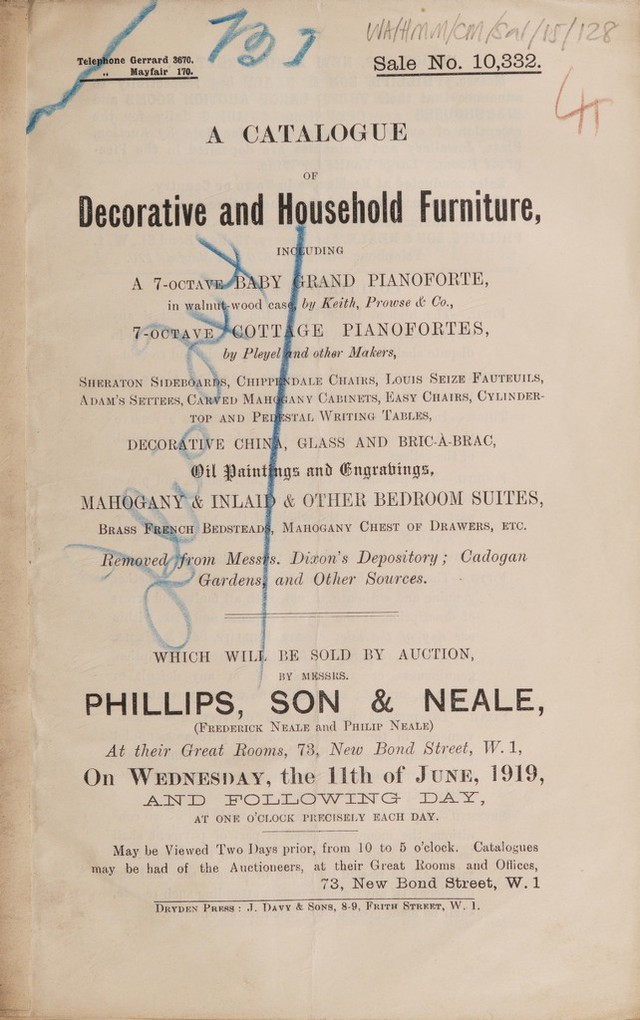 WA/HMM/CM/Sal/15/128
Telephone Gerrard 3670.
„ Mayfair 170.
Sale No. 10,332.
A CATALOGUE
OF
Decorative and Household Furniture,
INCLUDING
A 7-OCTAVE BABY GRAND PIANOFORTE,
in walnut-wood case, by Keith, Prowse & Co.,
7-OCTAVE COTTAGE PIANOFORTES,
by Pleyel and other Makers,
SHERATON SIDEBOARDS, CHIPPENDALE CHAIRS, LOUIS SEIZE FAUTEUILS,
ADAM'S SETTEES, CARVED MAHOGANY CABINETS, EASY CHAIRS, CYLINDER-
TOP AND PEDESTAL WRITING TABLES,
DECORATIVE CHINA, GLASS AND BRIC-À-BRAC,
Oil Paintings and Engravings,
MAHOGANY & INLAID & OTHER BEDROOM SUITES,
BRASS FRENCH BEDSTEADS, MAHOGANY CHEST OF DRAWERS, ETC.
Removed from Messrs. Dixon's Depository; Cadogan
Gardens, and Other Sources.
WHICH WILL BE SOLD BY AUCTION,
BY MESSRS.
PHILLIPS, SON & NEALE,
(FREDERICK NEALE and PHILIP NEALE)
At their Great Rooms, 73, New Bond Street, W. 1,
On WEDNESDAY, the 11th of JUNE, 1919,
AND FOLLOWING DAY,
AT ONE O'CLOCK PRECISELY EACH DAY.
May be Viewed Two Days prior, from 10 to 5 o'clock. Catalogues
may be had of the Auctioneers, at their Great Rooms and Offices,
73, New Bond Street, W. 1
DRYDEN PRESS: J. DAVY & SONS, 8-9, FRITH STREET, W. 1.